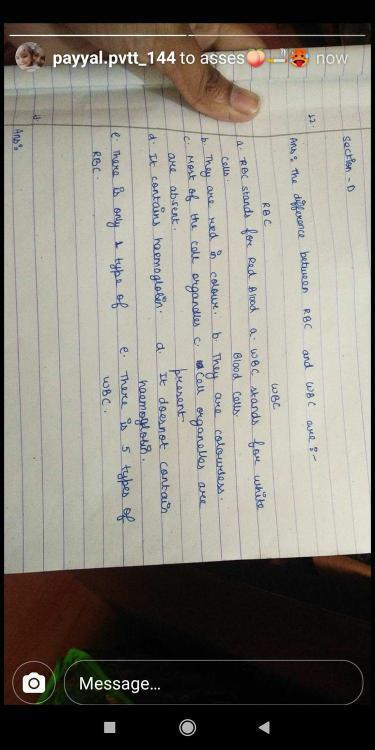 payyal.pvtt_144 to asses🍑🚬🥵 now
Section - D
12.
Ans:- The difference between RBC and WBC are :-
RBC WBC
a. RBC stands for Red Blood a. WBC stands for white
cells. Blood Cells.
b. They are red in colour. b. They are colourless.
c. Most of the cell organelles c. Cell organelles are
are absent. present.
d. It contains haemoglobin. d. It doesnot contain
haemoglobin.
e. There is only 1 type of e. There is 5 types of
RBC. WBC.
Ans:-
Message...